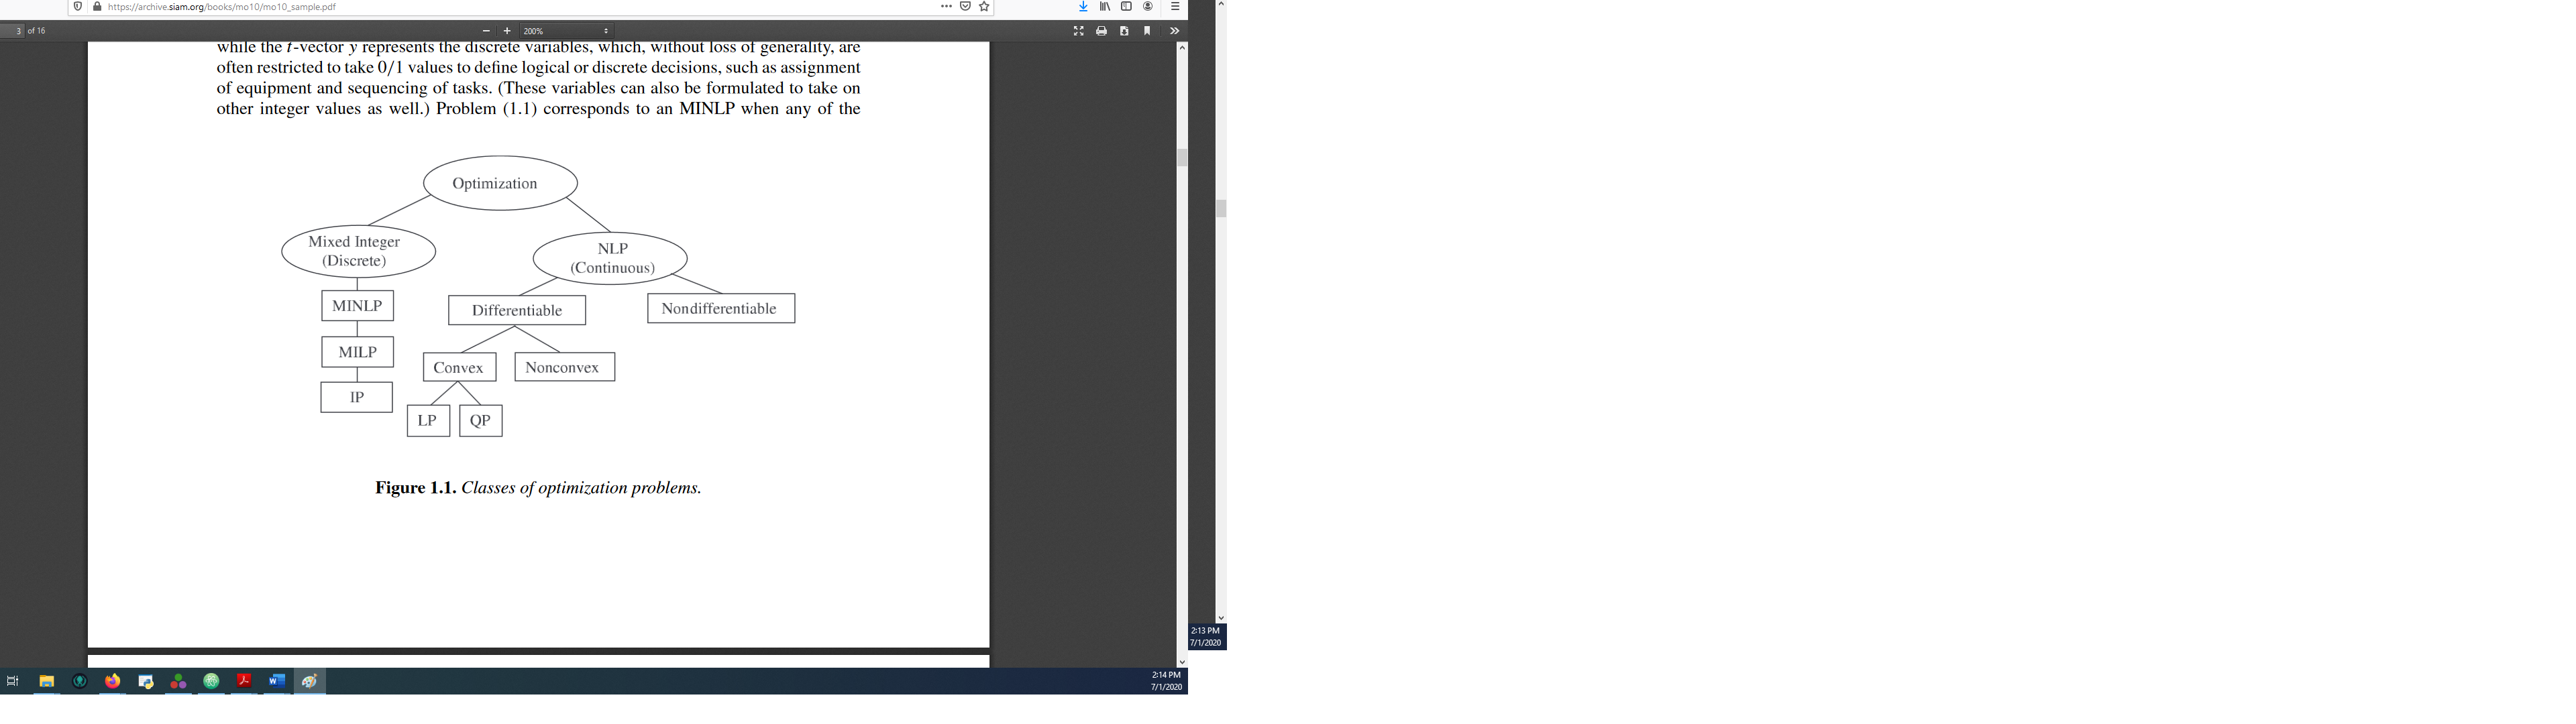 https://archive.siam.org/books/mo10/mo10_sample.pdf
3 of 16
200%
while the t-vector y represents the discrete variables, which, without loss of generality, are
often restricted to take 0/1 values to define logical or discrete decisions, such as assignment
of equipment and sequencing of tasks. (These variables can also be formulated to take on
other integer values as well.) Problem (1.1) corresponds to an MINLP when any of the
Optimization
Mixed Integer
(Discrete)
NLP
(Continuous)
MINLP
Differentiable
Nondifferentiable
MILP
Convex
Nonconvex
IP
LP
QP
Figure 1.1. Classes of optimization problems.
2:13 PM
7/1/2020
2:14 PM
7/1/2020